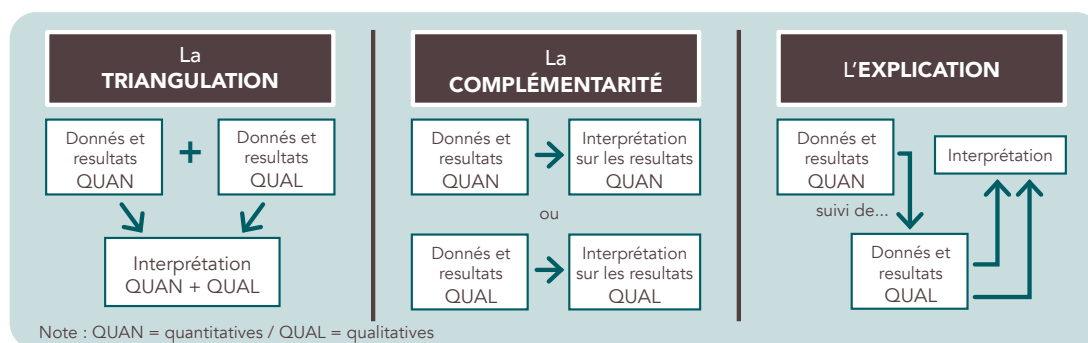 La
TRIANGULATION
Donnés et
resultats
QUAN
+
Donnés et
resultats
QUAL
Interprétation
QUAN + QUAL
La
COMPLÉMENTARITÉ
Donnés et
resultats
QUAN
Interprétation
sur les resultats
QUAN
ou
Donnés et
resultats
QUAL
Interprétation
sur les resultats
QUAL
L'EXPLICATION
Donnés et
resultats
QUAN
Interprétation
suivi de...
Donnés et
resultats
QUAL
Note : QUAN = quantitatives / QUAL = qualitatives